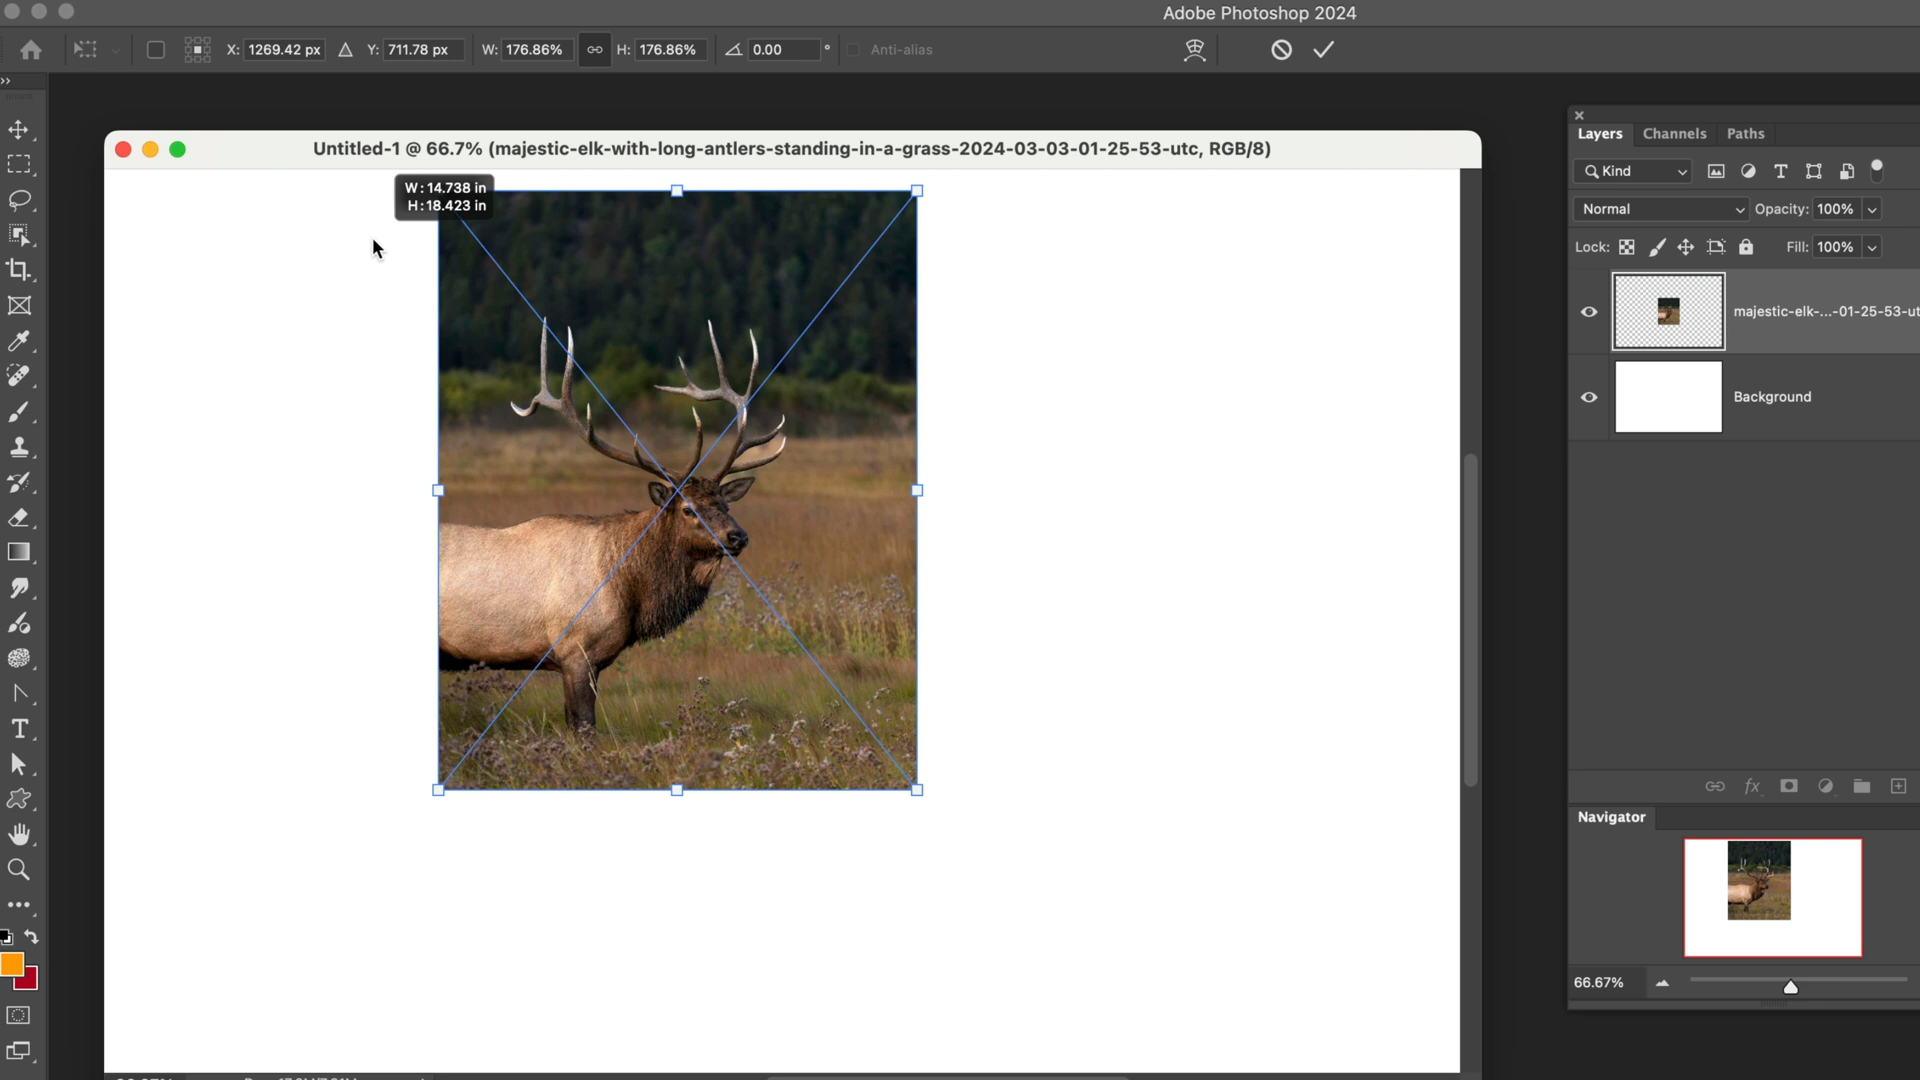 Adobe Photoshop 2024
X: 1269.42 px Y: 711.78 px W: 176.86% H: 176.86% 0.00 ° Anti-alias
Untitled-1 @ 66.7% (majestic-elk-with-long-antlers-standing-in-a-grass-2024-03-03-01-25-53-utc, RGB/8)
W: 14.738 in
H: 18.423 in
Layers Channels Paths
Kind
Normal Opacity: 100%
Lock: Fill: 100%
majestic-elk-...-01-25-53-ut
Background
fx
Navigator
66.67%